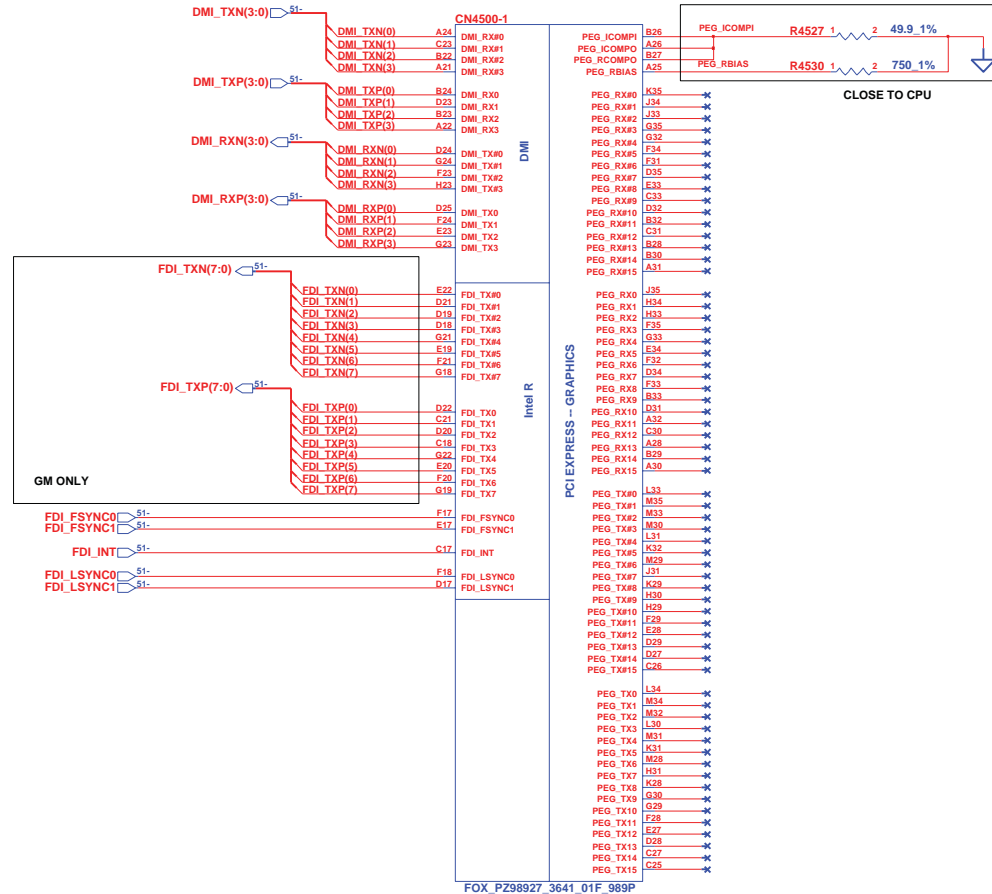 CN4500-1
DMI_TXN(3:0) 51-
DMI_TXN(0) A24 DMI_RX#0
DMI_TXN(1) C23 DMI_RX#1
DMI_TXN(2) B22 DMI_RX#2
DMI_TXN(3) A21 DMI_RX#3
DMI_TXP(3:0) 51-
DMI_TXP(0) B24 DMI_RX0
DMI_TXP(1) D23 DMI_RX1
DMI_TXP(2) B23 DMI_RX2
DMI_TXP(3) A22 DMI_RX3
DMI_RXN(3:0) 51-
DMI_RXN(0) D24 DMI_TX#0
DMI_RXN(1) G24 DMI_TX#1
DMI_RXN(2) F23 DMI_TX#2
DMI_RXN(3) H23 DMI_TX#3
DMI_RXP(3:0) 51-
DMI_RXP(0) D25 DMI_TX0
DMI_RXP(1) F24 DMI_TX1
DMI_RXP(2) E23 DMI_TX2
DMI_RXP(3) G23 DMI_TX3
DMI
FDI_TXN(7:0) 51-
FDI_TXN(0) E22 FDI_TX#0
FDI_TXN(1) D21 FDI_TX#1
FDI_TXN(2) D19 FDI_TX#2
FDI_TXN(3) D18 FDI_TX#3
FDI_TXN(4) G21 FDI_TX#4
FDI_TXN(5) E19 FDI_TX#5
FDI_TXN(6) F21 FDI_TX#6
FDI_TXN(7) G18 FDI_TX#7
FDI_TXP(7:0) 51-
FDI_TXP(0) D22 FDI_TX0
FDI_TXP(1) C21 FDI_TX1
FDI_TXP(2) D20 FDI_TX2
FDI_TXP(3) C18 FDI_TX3
FDI_TXP(4) G22 FDI_TX4
FDI_TXP(5) E20 FDI_TX5
FDI_TXP(6) F20 FDI_TX6
FDI_TXP(7) G19 FDI_TX7
GM ONLY
Intel R
FDI_FSYNC0 51- F17 FDI_FSYNC0
FDI_FSYNC1 51- E17 FDI_FSYNC1
FDI_INT 51- C17 FDI_INT
FDI_LSYNC0 51- F18 FDI_LSYNC0
FDI_LSYNC1 51- D17 FDI_LSYNC1
PCI EXPRESS -- GRAPHICS
PEG_ICOMPI B26 PEG_ICOMPI R4527 1 2 49.9_1%
PEG_ICOMPO A26
PEG_RCOMPO B27
PEG_RBIAS A25 PEG_RBIAS R4530 1 2 750_1%
CLOSE TO CPU
PEG_RX#0 K35
PEG_RX#1 J34
PEG_RX#2 J33
PEG_RX#3 G35
PEG_RX#4 G32
PEG_RX#5 F34
PEG_RX#6 F31
PEG_RX#7 D35
PEG_RX#8 E33
PEG_RX#9 C33
PEG_RX#10 D32
PEG_RX#11 B32
PEG_RX#12 C31
PEG_RX#13 B28
PEG_RX#14 B30
PEG_RX#15 A31
PEG_RX0 J35
PEG_RX1 H34
PEG_RX2 H33
PEG_RX3 F35
PEG_RX4 G33
PEG_RX5 E34
PEG_RX6 F32
PEG_RX7 D34
PEG_RX8 F33
PEG_RX9 B33
PEG_RX10 D31
PEG_RX11 A32
PEG_RX12 C30
PEG_RX13 A28
PEG_RX14 B29
PEG_RX15 A30
PEG_TX#0 L33
PEG_TX#1 M35
PEG_TX#2 M33
PEG_TX#3 M30
PEG_TX#4 L31
PEG_TX#5 K32
PEG_TX#6 M29
PEG_TX#7 J31
PEG_TX#8 K29
PEG_TX#9 H30
PEG_TX#10 H29
PEG_TX#11 F29
PEG_TX#12 E28
PEG_TX#13 D29
PEG_TX#14 D27
PEG_TX#15 C26
PEG_TX0 L34
PEG_TX1 M34
PEG_TX2 M32
PEG_TX3 L30
PEG_TX4 M31
PEG_TX5 K31
PEG_TX6 M28
PEG_TX7 H31
PEG_TX8 K28
PEG_TX9 G30
PEG_TX10 G29
PEG_TX11 F28
PEG_TX12 E27
PEG_TX13 D28
PEG_TX14 C27
PEG_TX15 C25
FOX_PZ98927_3641_01F_989P